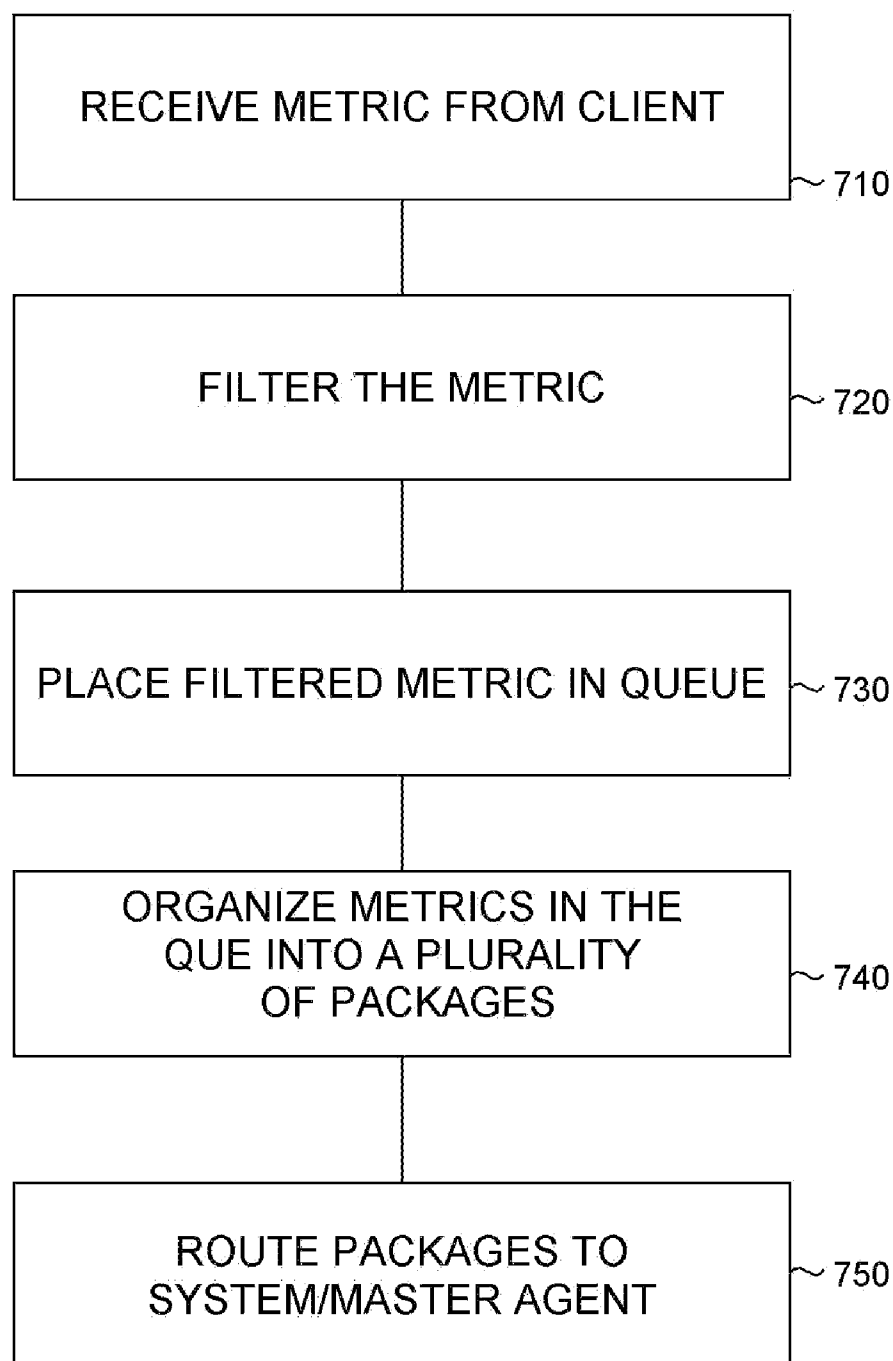 RECEIVE METRIC FROM CLIENT
710
FILTER THE METRIC
720
PLACE FILTERED METRIC IN QUEUE
730
ORGANIZE METRICS IN THE
QUE INTO A PLURALITY
OF PACKAGES
740
ROUTE PACKAGES TO
SYSTEM/MASTER AGENT
750